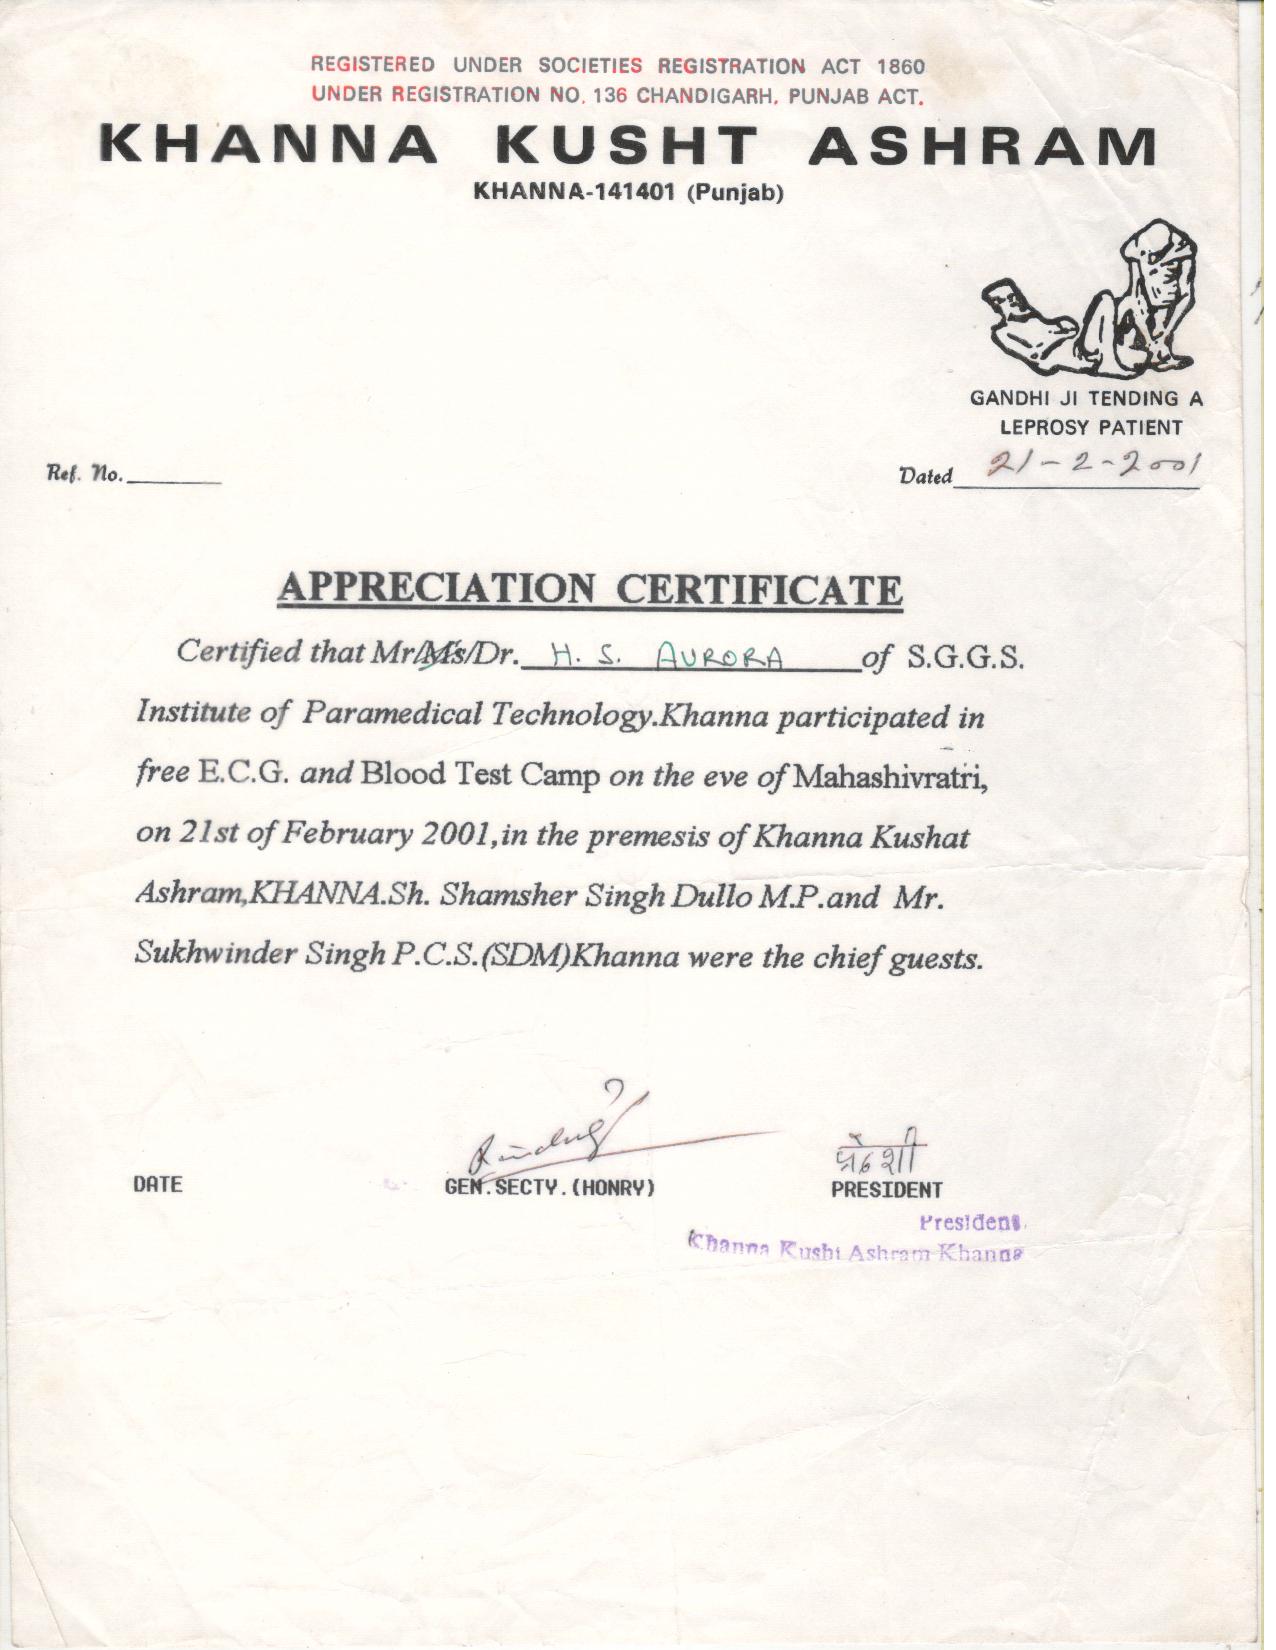 REGISTERED UNDER SOCIETIES REGISTRATION ACT 1860
UNDER REGISTRATION NO. 136 CHANDIGARH, PUNJAB ACT.
KHANNA KUSHT ASHRAM
KHANNA-141401 (Punjab)
GANDHI JI TENDING A
LEPROSY PATIENT
Ref. No.
Dated 21-2-2001
APPRECIATION CERTIFICATE
Certified that Mr/Ms/Dr. H. S. AURORA of S.G.G.S.
Institute of Paramedical Technology.Khanna participated in
free E.C.G. and Blood Test Camp on the eve of Mahashivratri,
on 21st of February 2001,in the premesis of Khanna Kushat
Ashram,KHANNA.Sh. Shamsher Singh Dullo M.P.and Mr.
Sukhwinder Singh P.C.S.(SDM)Khanna were the chief guests.
DATE
GEN.SECTY.(HONRY)
PRESIDENT
President
Khanna Kusht Ashram Khanna